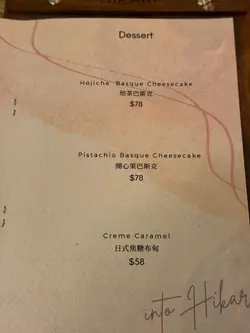 Dessert
Hojicha Basque Cheesecake
焙茶巴斯克
$78
Pistachio Basque Cheesecake
開心果巴斯克
$78
Creme Caramel
日式焦糖布甸
$58
into Hikar